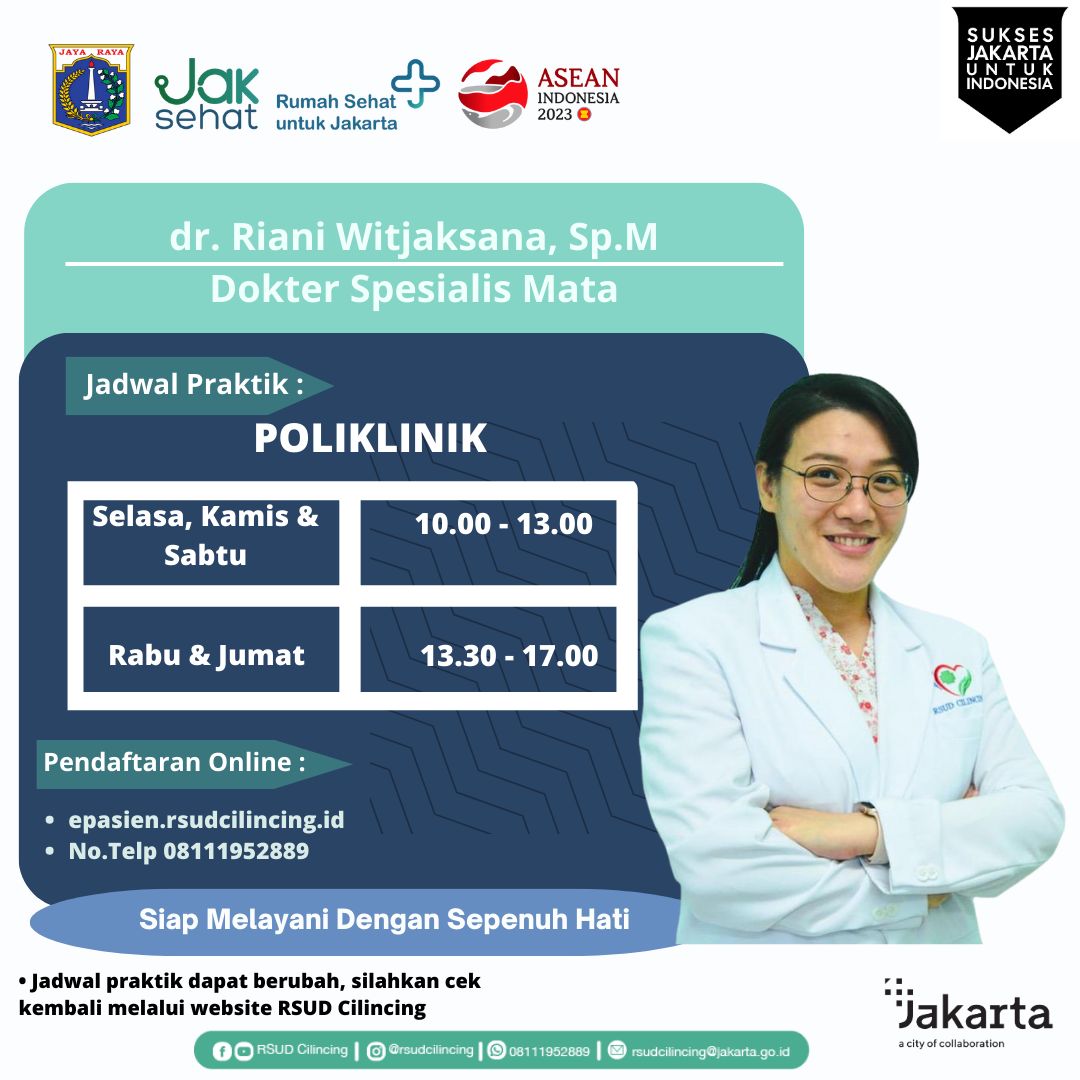 JAYA RAYA
Jak
sehat
Rumah Sehat
untuk Jakarta
ASEAN
INDONESIA
2023
SUKSES
JAKARTA
UNTUK
INDONESIA
dr. Riani Witjaksana, Sp.M
Dokter Spesialis Mata
Jadwal Praktik :
POLIKLINIK
Selasa, Kamis &
Sabtu
10.00 - 13.00
Rabu & Jumat
13.30 - 17.00
RSUD CILINCING
Pendaftaran Online :
• epasien.rsudcilincing.id
• No.Telp 08111952889
Siap Melayani Dengan Sepenuh Hati
• Jadwal praktik dapat berubah, silahkan cek
kembali melalui website RSUD Cilincing
Jakarta
a city of collaboration
RSUD Cilincing | @rsudcilincing | 08111952889 | rsudcilincing@jakarta.go.id